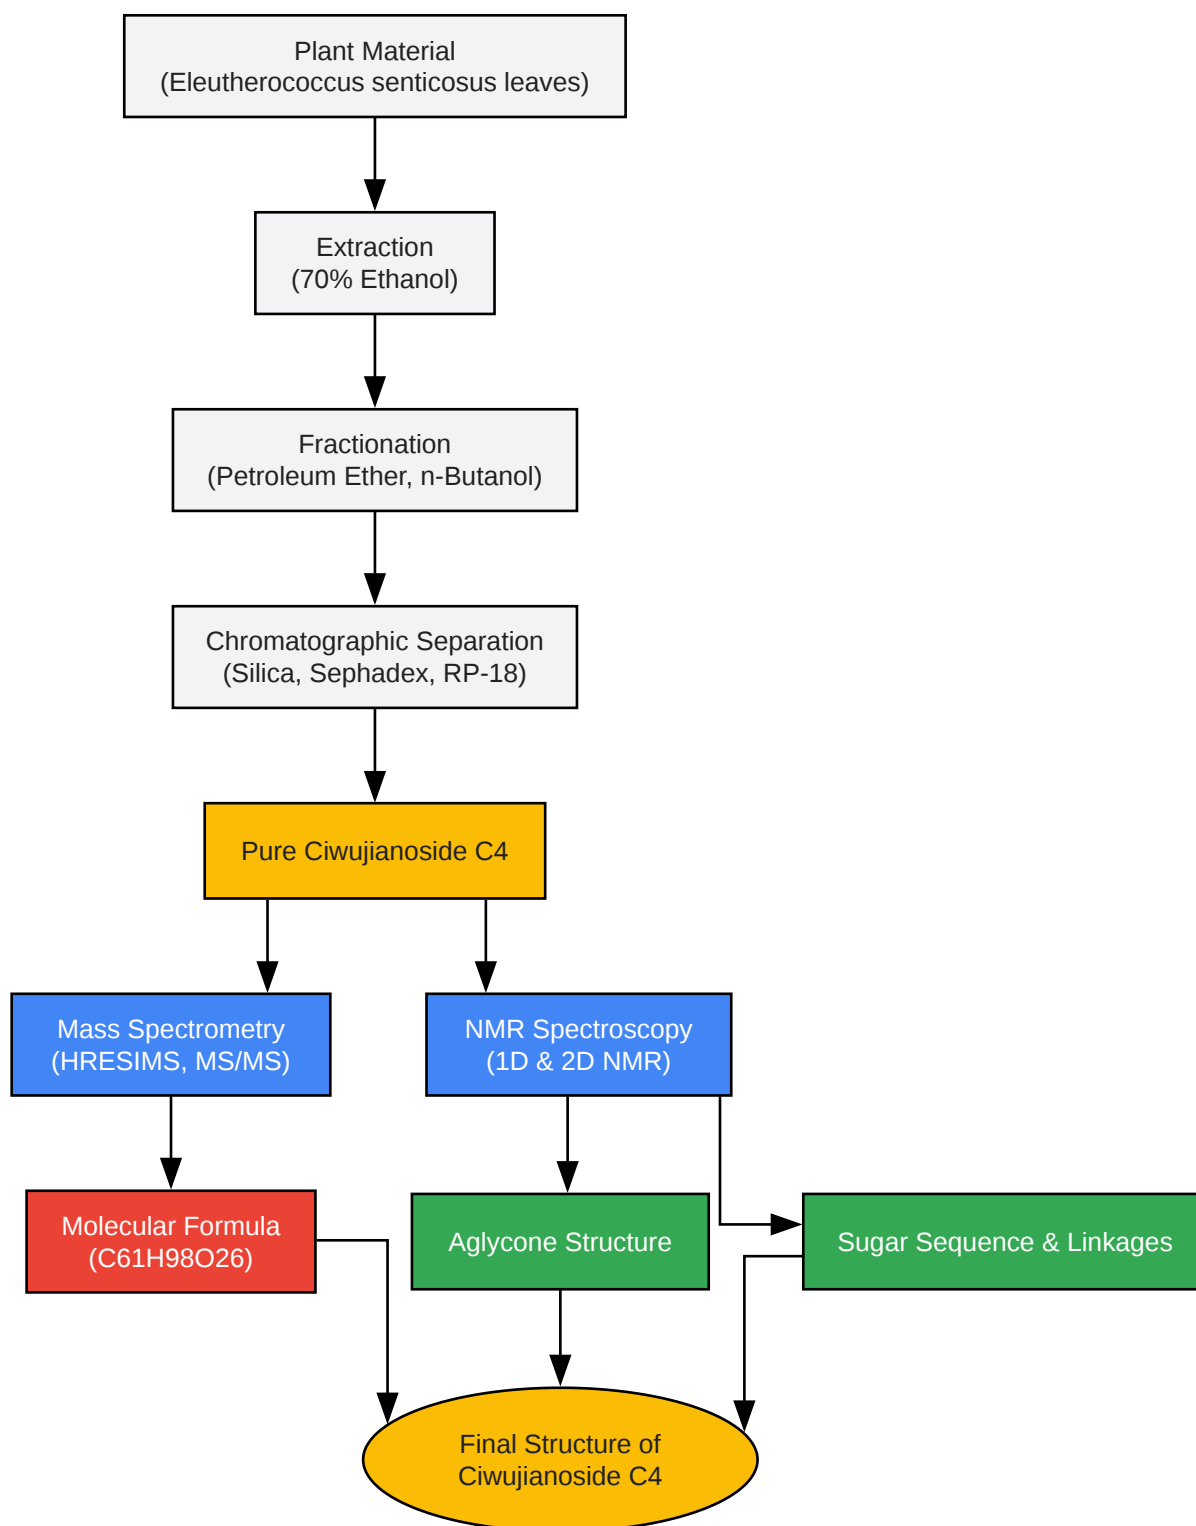 Plant Material
(Eleutherococcus senticosus leaves)
Extraction
(70% Ethanol)
Fractionation
(Petroleum Ether, n-Butanol)
Chromatographic Separation
(Silica, Sephadex, RP-18)
Pure Ciwujianoside C4
Mass Spectrometry
(HRESIMS, MS/MS)
NMR Spectroscopy
(1D & 2D NMR)
Molecular Formula
(C61H98O26)
Aglycone Structure
Sugar Sequence & Linkages
Final Structure of
Ciwujianoside C4